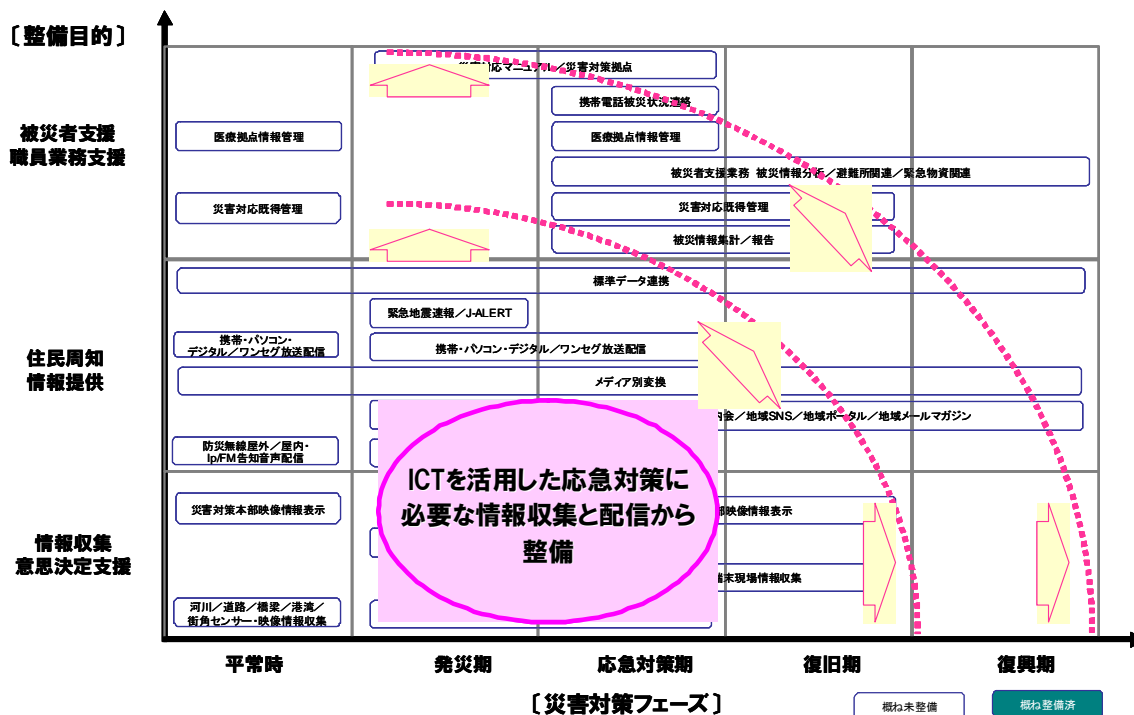 〔整備目的〕
災害対応マニュアル／災害対策拠点
携帯電話被災状況連絡
被災者支援
職員業務支援
医療拠点情報管理
医療拠点情報管理
被災者支援業務 被災情報分析／避難所関連／緊急物資関連
災害対応既得管理
災害対応既得管理
被災情報集計／報告
標準データ連携
緊急地震速報／J-ALERT
住民周知
情報提供
携帯・パソコン・
デジタル／ワンセグ放送配信
携帯・パソコン・デジタル／ワンセグ放送配信
メディア別変換
内会／地域SNS／地域ポータル／地域メールマガジン
防災無線屋外／屋内・
Ip/FM告知音声配信
ICTを活用した応急対策に
必要な情報収集と配信から
整備
情報収集
意思決定支援
災害対策本部映像情報表示
部映像情報表示
端末現場情報収集
河川／道路／橋梁／港湾／
街角センサー・映像情報収集
平常時
発災期
応急対策期
復旧期
復興期
〔災害対策フェーズ〕
概ね未整備
概ね整備済